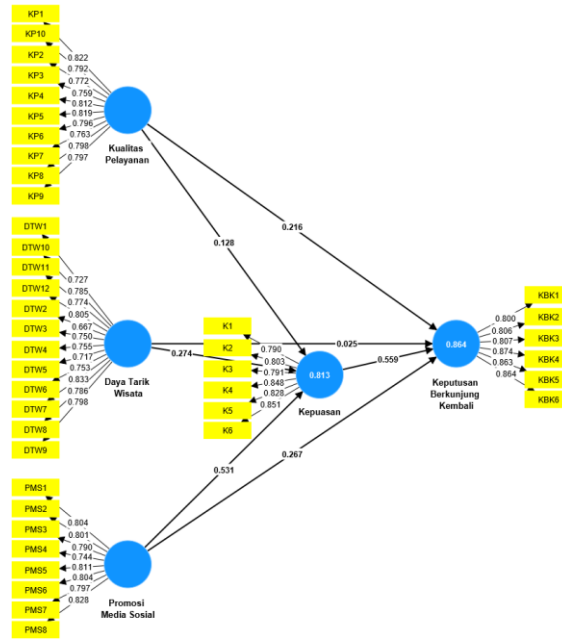 KP1
KP10
KP2
KP3
KP4
KP5
KP6
KP7
KP8
KP9
0.822
0.792
0.772
0.759
0.812
0.819
0.796
0.763
0.798
0.797
Kualitas
Pelayanan
0.128
0.216
DTW1
DTW10
DTW11
DTW12
DTW2
DTW3
DTW4
DTW5
DTW6
DTW7
DTW8
DTW9
0.727
0.785
0.774
0.805
0.667
0.750
0.755
0.717
0.753
0.833
0.786
0.798
Daya Tarik
Wisata
0.274
0.025
K1
K2
K3
K4
K5
K6
0.790
0.803
0.791
0.848
0.828
0.851
0.813
Kepuasan
0.559
0.864
Keputusan
Berkunjung
Kembali
0.800
0.806
0.807
0.874
0.863
0.864
KBK1
KBK2
KBK3
KBK4
KBK5
KBK6
0.531
0.267
PMS1
PMS2
PMS3
PMS4
PMS5
PMS6
PMS7
PMS8
0.804
0.801
0.790
0.744
0.811
0.804
0.797
0.828
Promosi
Media Sosial